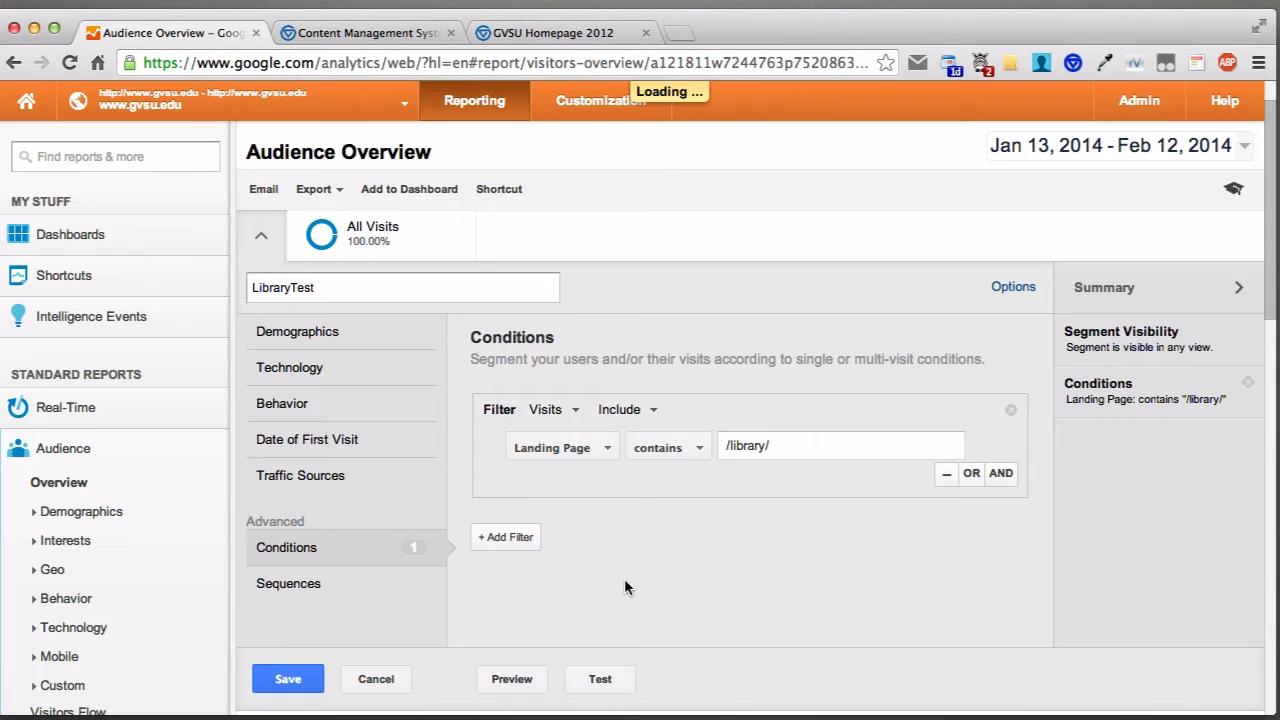 Audience Overview – Goog
Content Management Syst
GVSU Homepage 2012
https://www.google.com/analytics/web/?hl=en#report/visitors-overview/a121811w7244763p7520863...
1d
2
rV
ABP
http://www.gvsu.edu - http://www.gvsu.edu
www.gvsu.edu
Reporting
Customization
Loading ...
Admin
Help
Find reports & more
MY STUFF
Dashboards
Shortcuts
Intelligence Events
STANDARD REPORTS
Real-Time
Audience
Overview
Demographics
Interests
Geo
Behavior
Technology
Mobile
Custom
Visitors Flow
Audience Overview
Jan 13, 2014 - Feb 12, 2014
Email
Export
Add to Dashboard
Shortcut
All Visits
100.00%
LibraryTest
Options
Demographics
Technology
Behavior
Date of First Visit
Traffic Sources
Advanced
Conditions
1
Sequences
Conditions
Segment your users and/or their visits according to single or multi-visit conditions.
Filter Visits Include
Landing Page contains /library/
– OR AND
+ Add Filter
Summary
Segment Visibility
Segment is visible in any view.
Conditions
Landing Page: contains "/library/"
Save
Cancel
Preview
Test